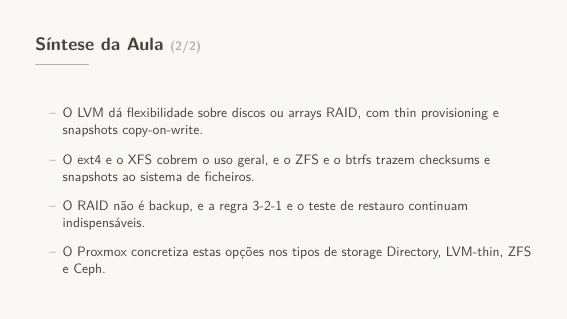 Síntese da Aula (2/2)
– O LVM dá flexibilidade sobre discos ou arrays RAID, com thin provisioning e
snapshots copy-on-write.
– O ext4 e o XFS cobrem o uso geral, e o ZFS e o btrfs trazem checksums e
snapshots ao sistema de ficheiros.
– O RAID não é backup, e a regra 3-2-1 e o teste de restauro continuam
indispensáveis.
– O Proxmox concretiza estas opções nos tipos de storage Directory, LVM-thin, ZFS
e Ceph.